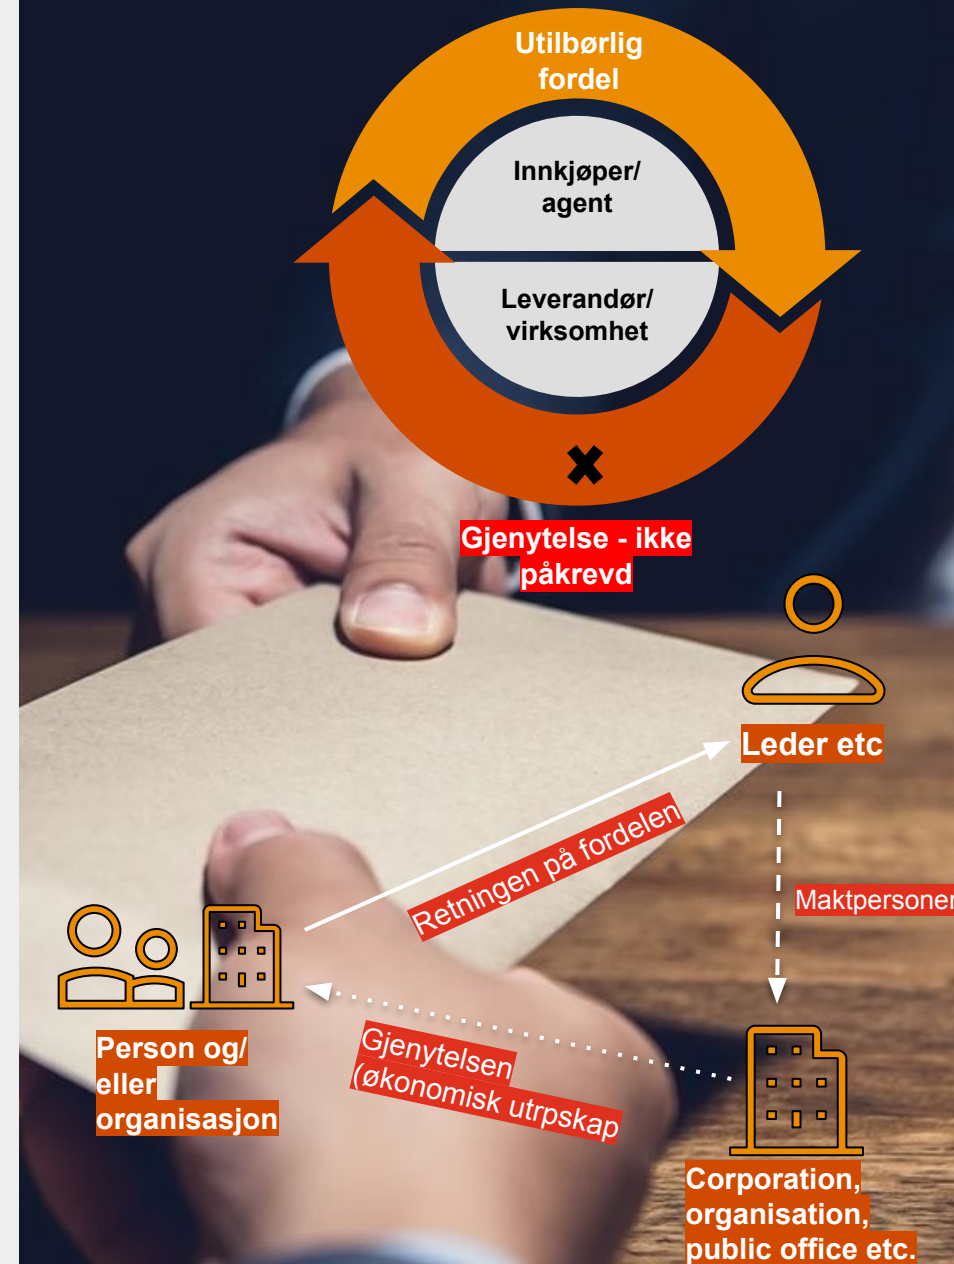 Utilbørlig
fordel
Innkjøper/
agent
Leverandør/
virksomhet
Gjenytelse - ikke
påkrevd
Leder etc
Retningen på fordelen
Maktpersoner
Gjenytelsen
(økonomisk utrpskap
Person og/
eller
organisasjon
Corporation,
organisation,
public office etc.